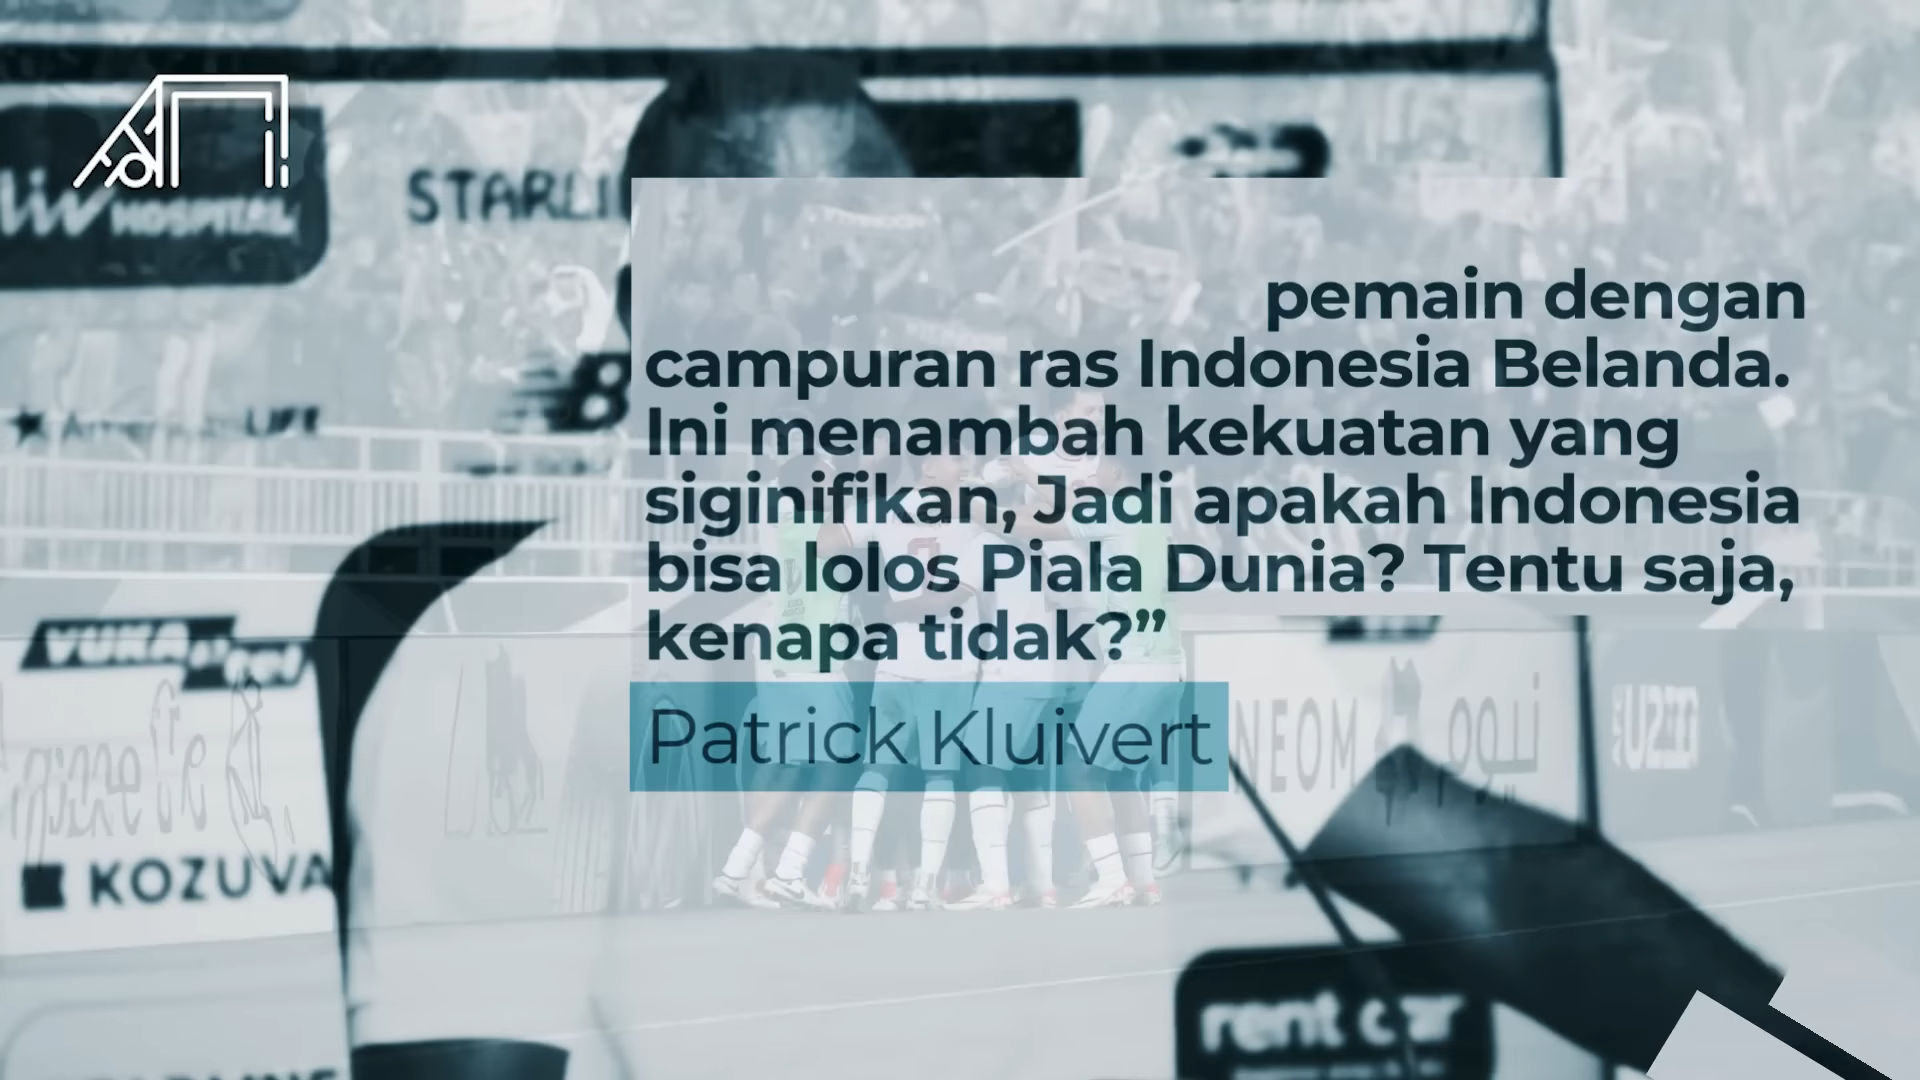 HOSPITAL
STARLI
pemain dengan
campuran ras Indonesia Belanda.
Ini menambah kekuatan yang
siginifikan, Jadi apakah Indonesia
bisa lolos Piala Dunia? Tentu saja,
kenapa tidak?”
Patrick Kluivert
NEOM نيوم
KOZUVA
rent car